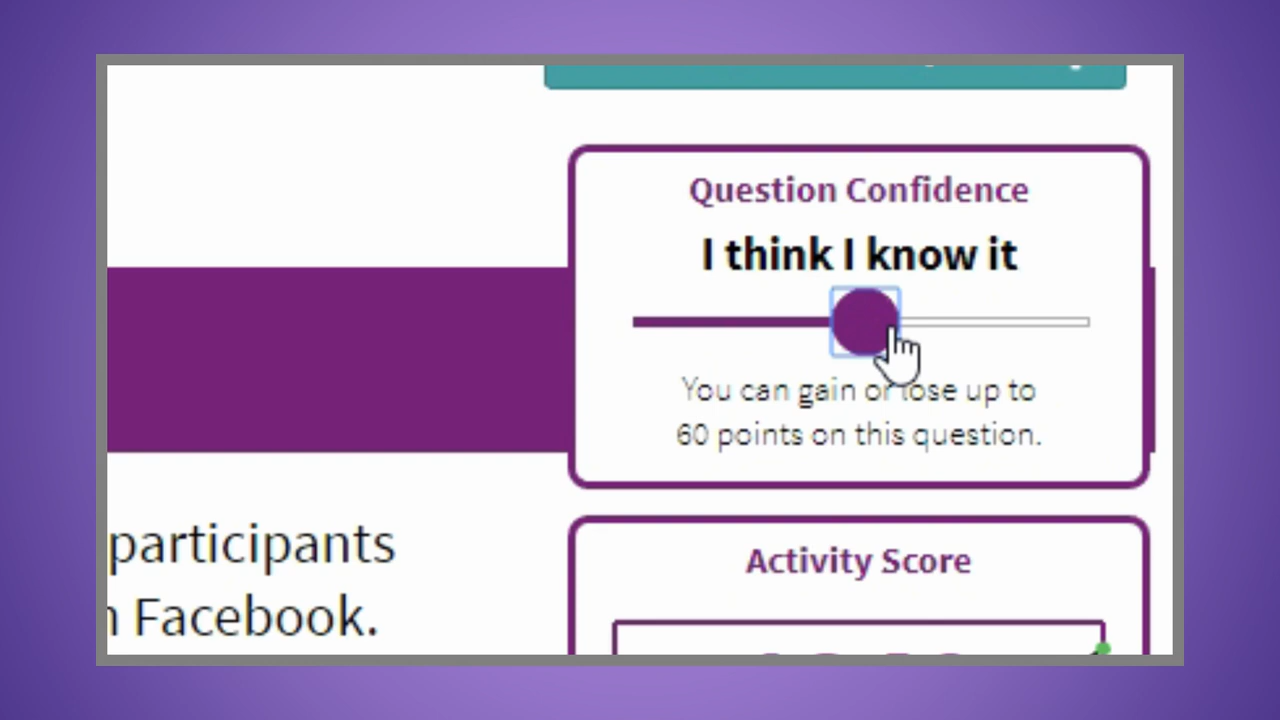 Question Confidence
I think I know it
You can gain or lose up to
60 points on this question.
participants
Facebook.
Activity Score